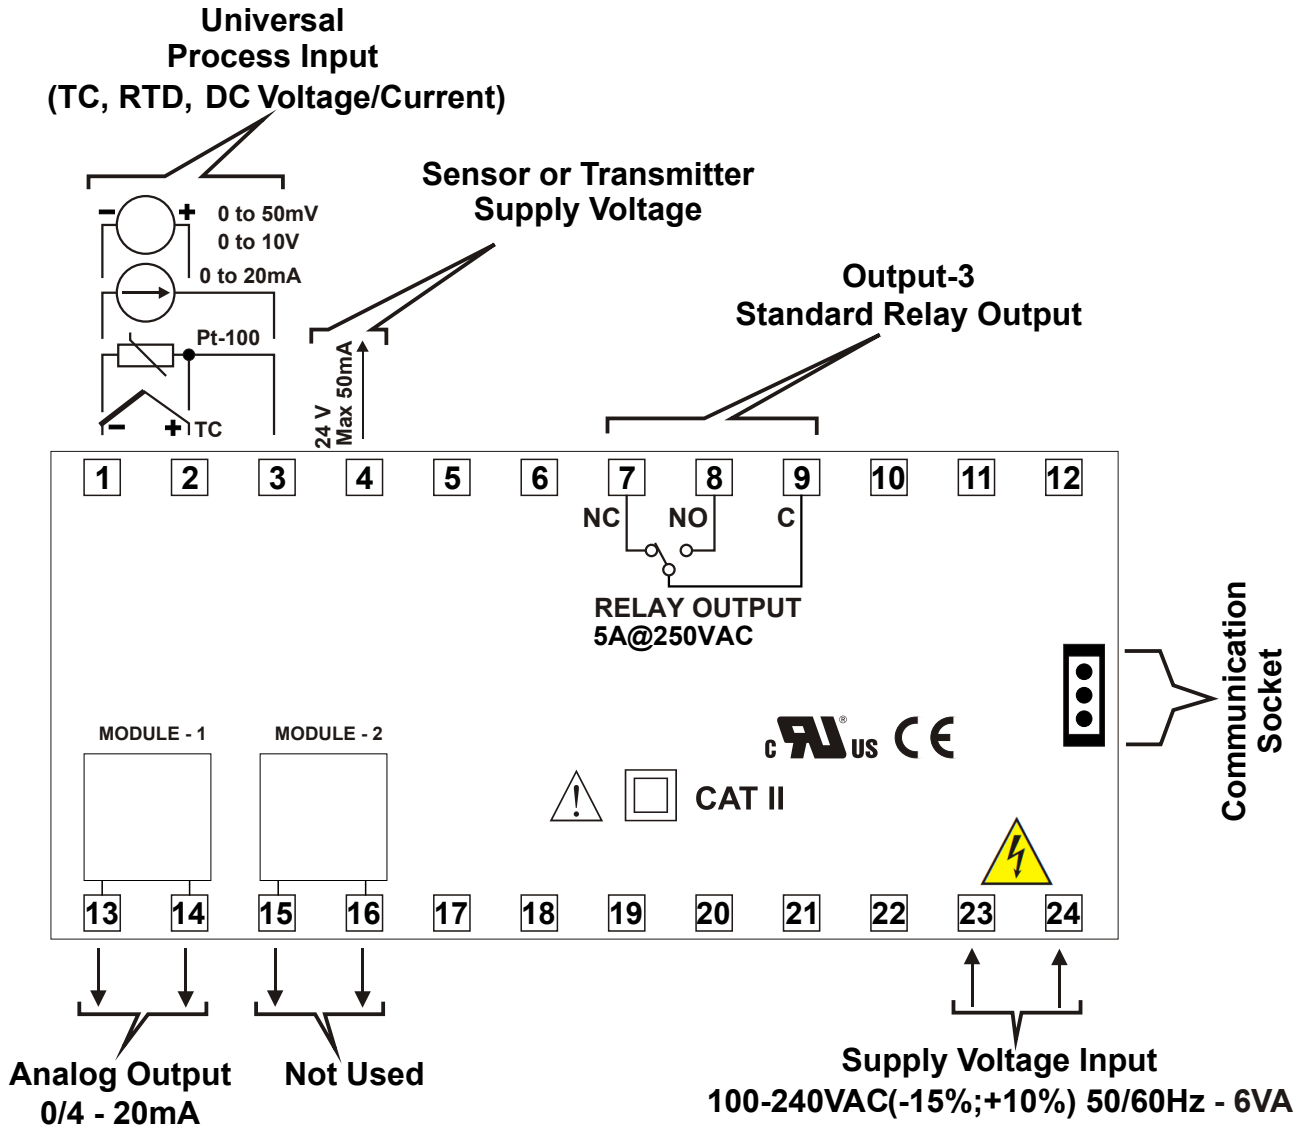 Universal
Process Input
(TC, RTD, DC Voltage/Current)
Sensor or Transmitter
Supply Voltage
Output-3
Standard Relay Output
- + 0 to 50mV
0 to 10V
0 to 20mA
Pt-100
- + TC
24 V
Max 50mA
1 2 3 4 5 6 7 8 9 10 11 12
NC NO C
RELAY OUTPUT
5A@250VAC
Communication
Socket
MODULE - 1
MODULE - 2
c RU ® US CE
! CAT II
13 14 15 16 17 18 19 20 21 22 23 24
Analog Output
0/4 - 20mA
Not Used
Supply Voltage Input
100-240VAC(-15%;+10%) 50/60Hz - 6VA